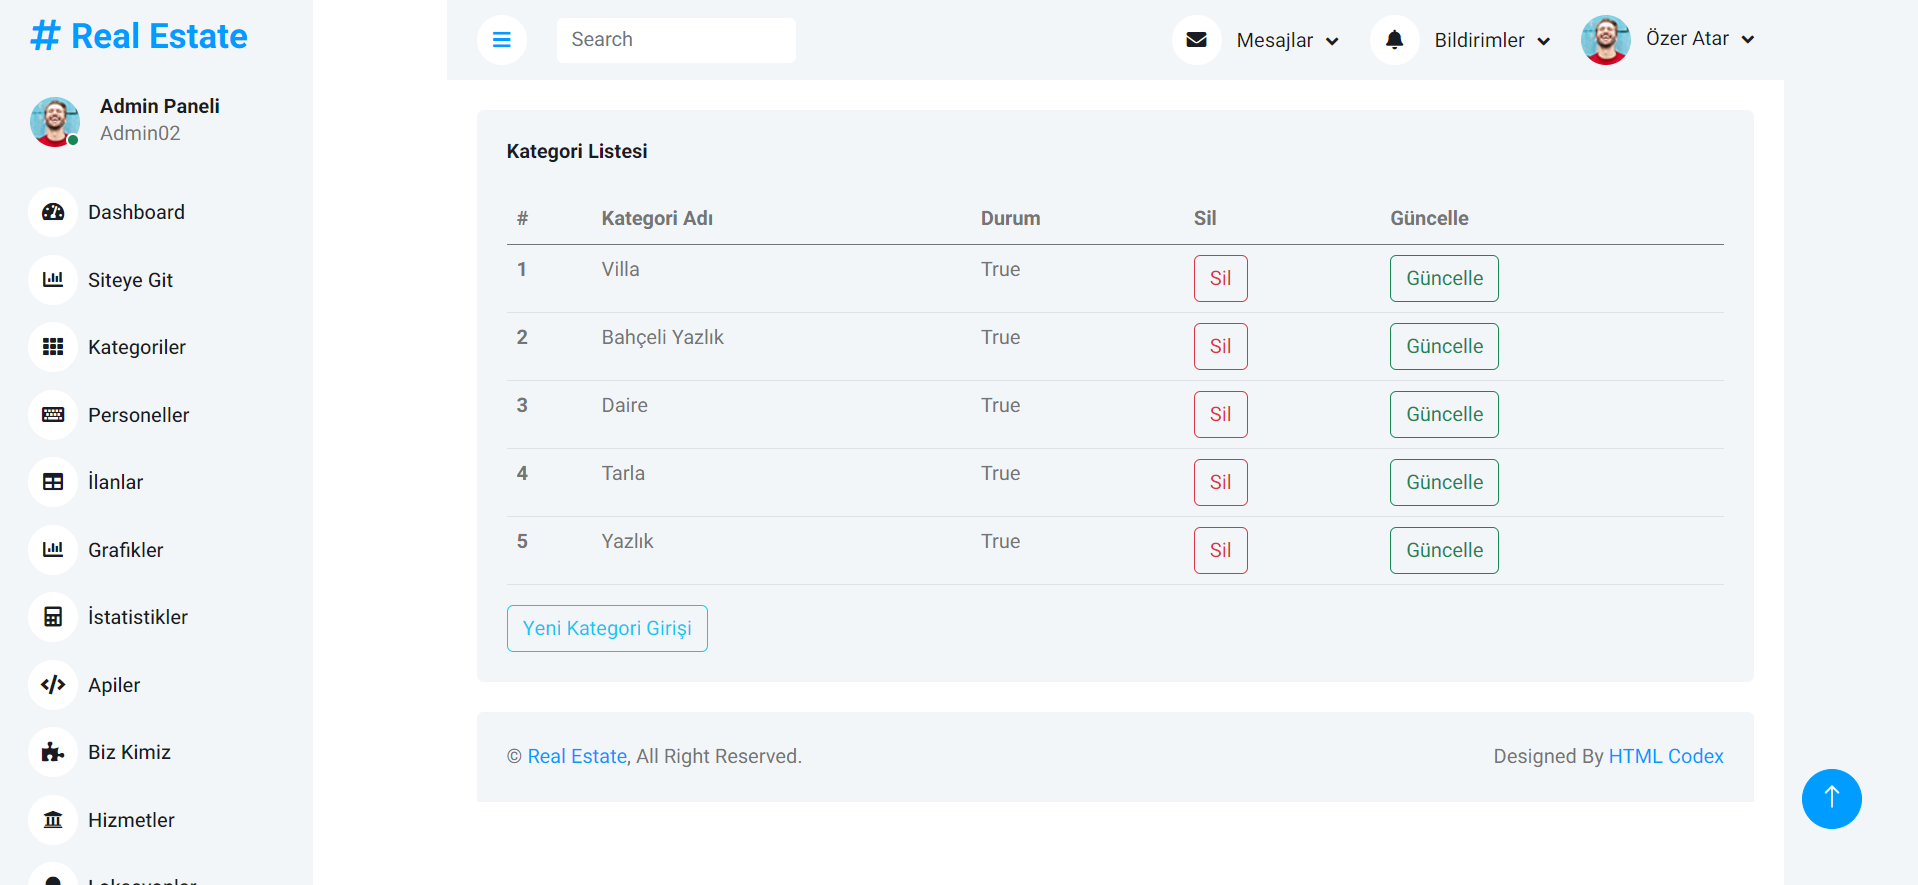 # Real Estate
Admin Paneli
Admin02
Dashboard
Siteye Git
Kategoriler
Personeller
İlanlar
Grafikler
İstatistikler
Apiler
Biz Kimiz
Hizmetler
Search
Mesajlar
Bildirimler
Özer Atar
Kategori Listesi
# Kategori Adı Durum Sil Güncelle
1 Villa True Sil Güncelle
2 Bahçeli Yazlık True Sil Güncelle
3 Daire True Sil Güncelle
4 Tarla True Sil Güncelle
5 Yazlık True Sil Güncelle
Yeni Kategori Girişi
© Real Estate, All Right Reserved.
Designed By HTML Codex